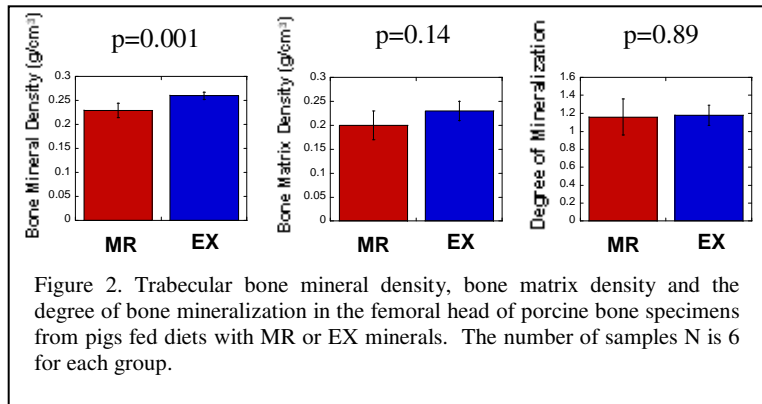 p=0.001
p=0.14
p=0.89
Bone Mineral Density (g/cm³)
0.3
0.25
0.2
0.15
0.1
0.05
0
MR EX
Bone Matrix Density (g/cm³)
0.3
0.25
0.2
0.15
0.1
0.05
0
MR EX
Degree of Mineralization
1.6
1.4
1.2
1
0.8
0.6
0.4
0.2
0
MR EX
Figure 2. Trabecular bone mineral density, bone matrix density and the
degree of bone mineralization in the femoral head of porcine bone specimens
from pigs fed diets with MR or EX minerals. The number of samples N is 6
for each group.